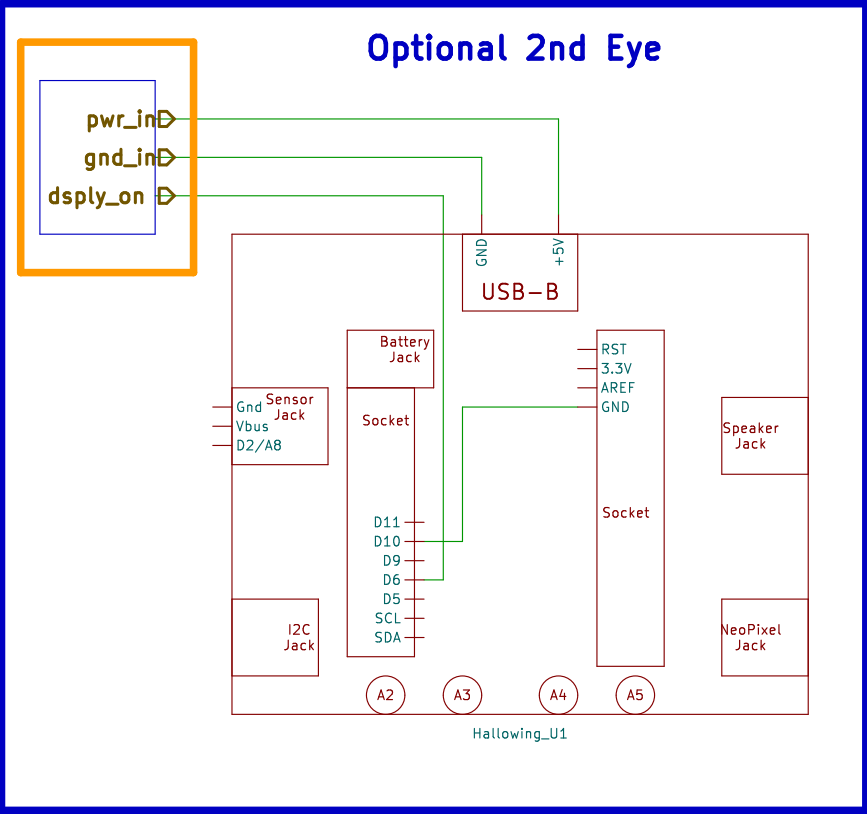 Optional 2nd Eye
pwr_in
gnd_in
dsply_on
GND
+5V
USB-B
Battery
Jack
RST
3.3V
AREF
GND
Sensor
Jack
Gnd
Vbus
D2/A8
Socket
Speaker
Jack
Socket
D11
D10
D9
D6
D5
SCL
SDA
I2C
Jack
NeoPixel
Jack
A2
A3
A4
A5
Hallowing_U1